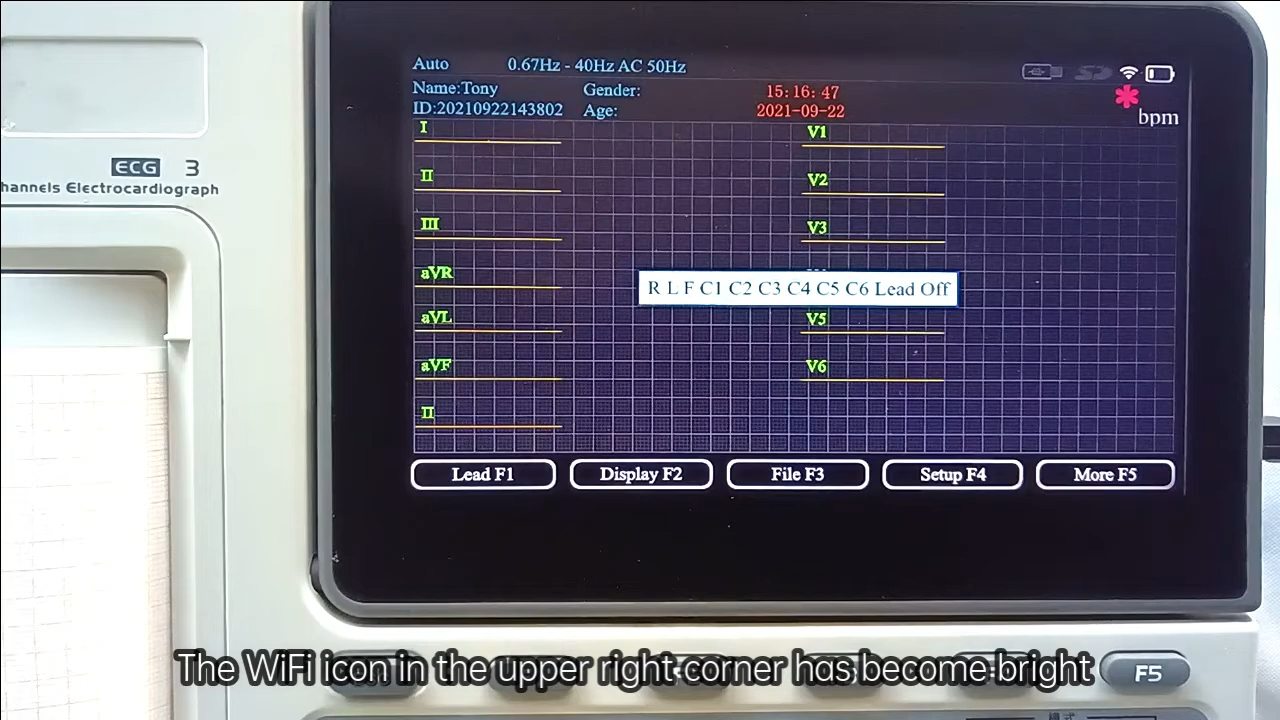 Auto 0.67Hz - 40Hz AC 50Hz
Name:Tony Gender: 15:16:47
ID:20210922143802 Age: 2021-09-22
bpm
I V1
II V2
III V3
aVR
R L F C1 C2 C3 C4 C5 C6 Lead Off
aVL V5
aVF V6
II
Lead F1 Display F2 File F3 Setup F4 More F5
ECG 3
hannels Electrocardiograph
The WiFi icon in the upper right corner has become bright
F5